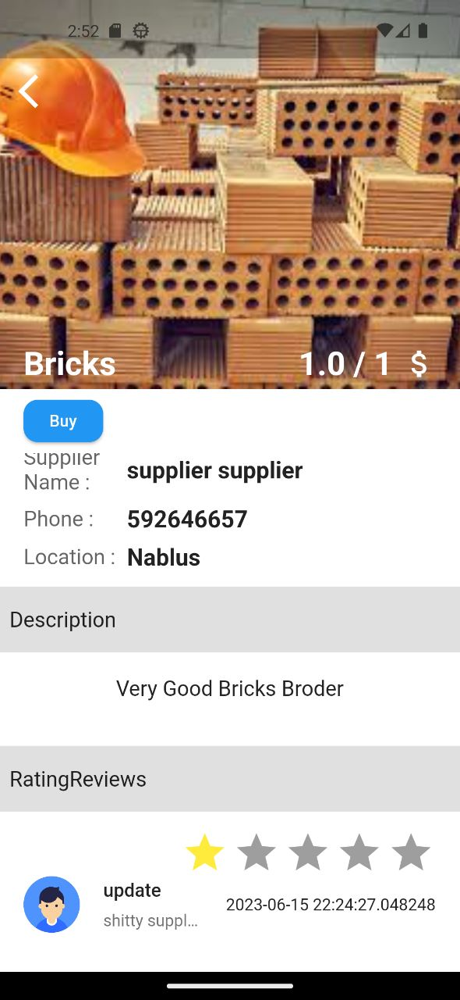 2:52
Bricks 1.0 / 1 $
Buy
Supplier
Name : supplier supplier
Phone : 592646657
Location : Nablus
Description
Very Good Bricks Broder
RatingReviews
update
2023-06-15 22:24:27.048248
shitty suppl...